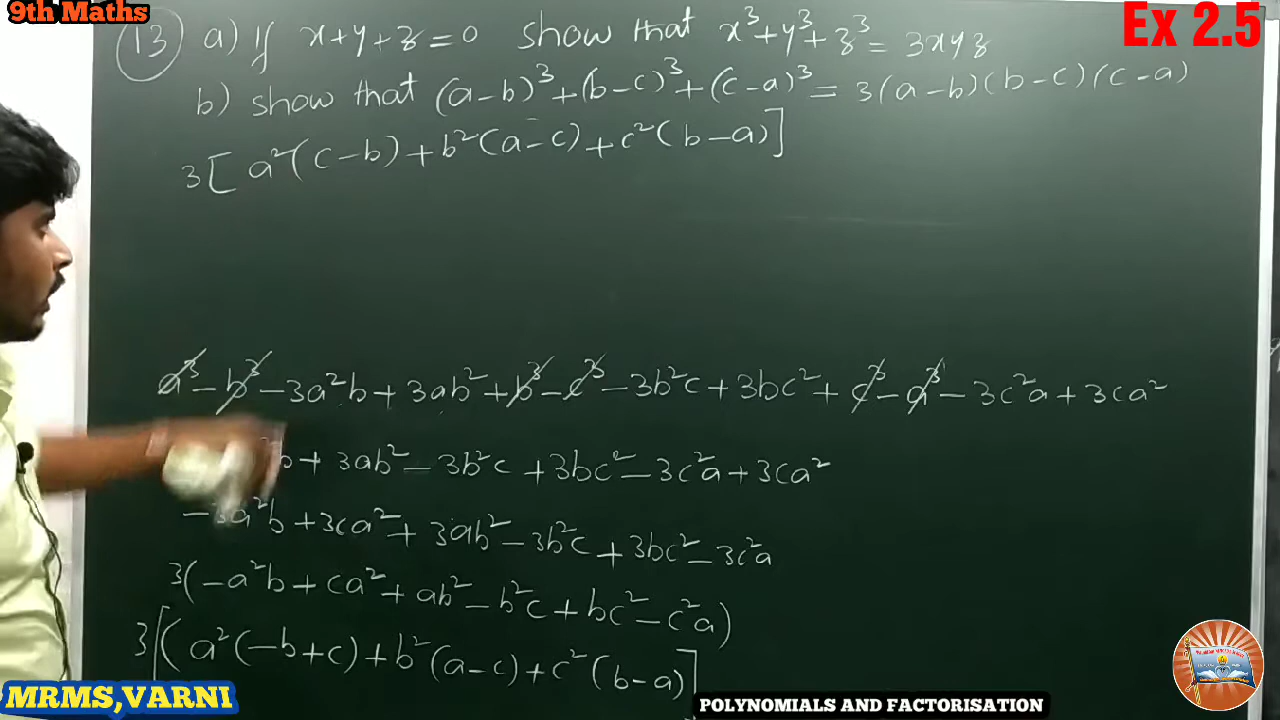 9th Maths
Ex 2.5
(13) a) If x+y+z=0 show that x³+y³+z³=3xyz
b) show that (a-b)³+(b-c)³+(c-a)³=3(a-b)(b-c)(c-a)
3[a²(c-b)+b²(a-c)+c²(b-a)]
a³-b³-3a²b+3ab²+b³-c³-3b²c+3bc²+c³-a³-3c²a+3ca²
b+3ab²-3b²c+3bc²-3c²a+3ca²
-3a²b+3ca²+3ab²-3b²c+3bc²-3c²a
3(-a²b+ca²+ab²-b²c+bc²-c²a)
3[(a²(-b+c)+b²(a-c)+c²(b-a)]
MRMS,VARNI
POLYNOMIALS AND FACTORISATION